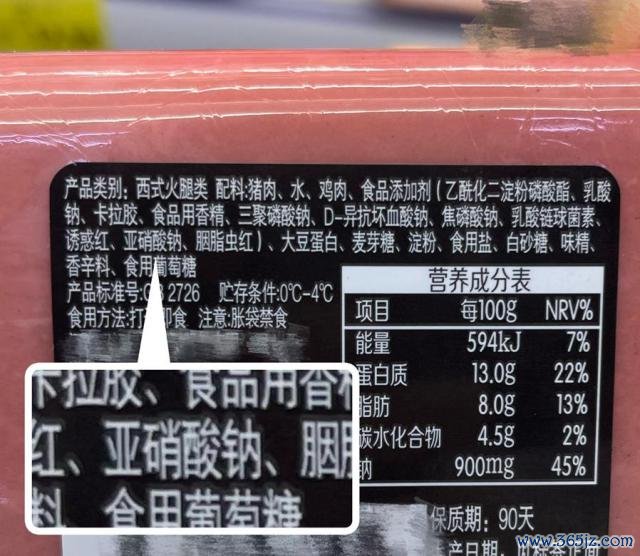 产品类别：西式火腿类 配料:猪肉、水、鸡肉、食品添加剂（乙酰化二淀粉磷酸酯、乳酸
钠、卡拉胶、食品用香精、三聚磷酸钠、D-异抗坏血酸钠、焦磷酸钠、乳酸链球菌素、
诱惑红、亚硝酸钠、胭脂虫红）、大豆蛋白、麦芽糖、淀粉、食用盐、白砂糖、味精、
香辛料、食用葡萄糖
产品标准号:GB 2726 贮存条件:0℃-4℃
食用方法:打 即食 注意:胀袋禁食
营养成分表
项目 每100g NRV%
能量 594kJ 7%
蛋白质 13.0g 22%
脂肪 8.0g 13%
碳水化合物 4.5g 2%
钠 900mg 45%
保质期：90天
卡拉胶、食品用香
红、亚硝酸钠、胭
料、食用葡萄糖
www.365jz.com